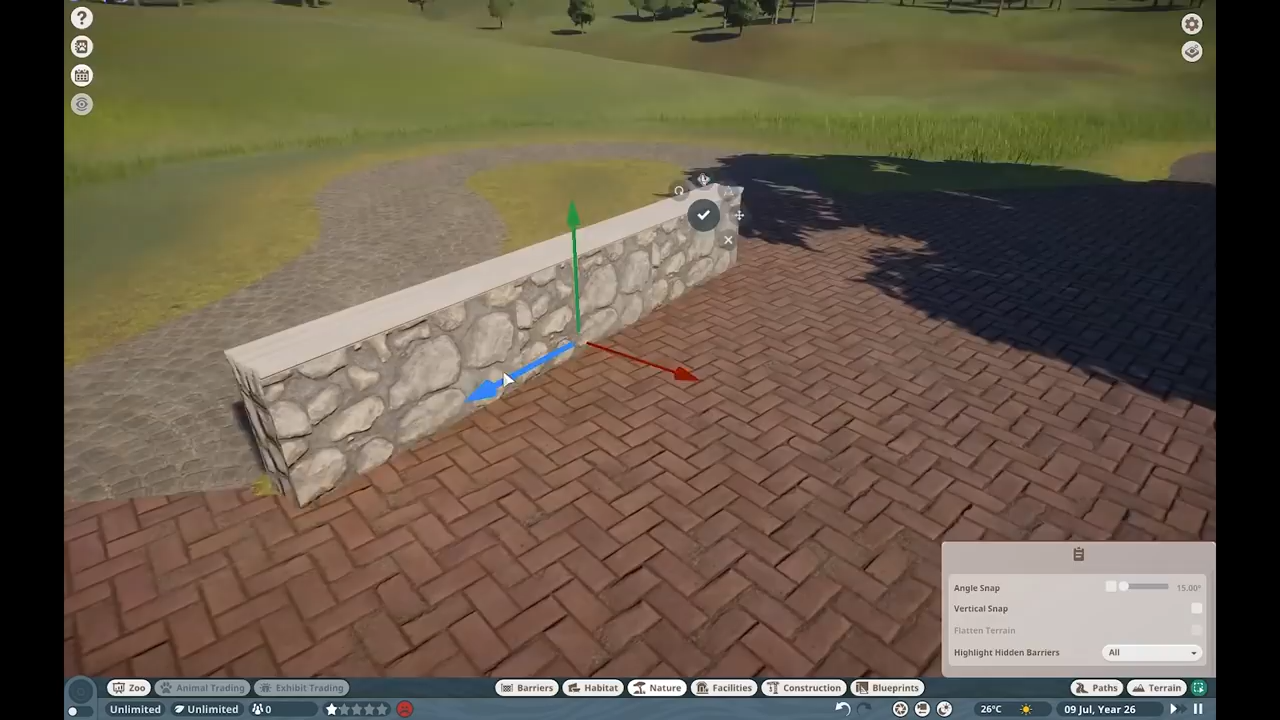 ?
Angle Snap 15.00°
Vertical Snap
Flatten Terrain
Highlight Hidden Barriers All
Zoo Animal Trading Exhibit Trading Barriers Habitat Nature Facilities Construction Blueprints Paths Terrain
Unlimited Unlimited 0 26°C 09 Jul, Year 26